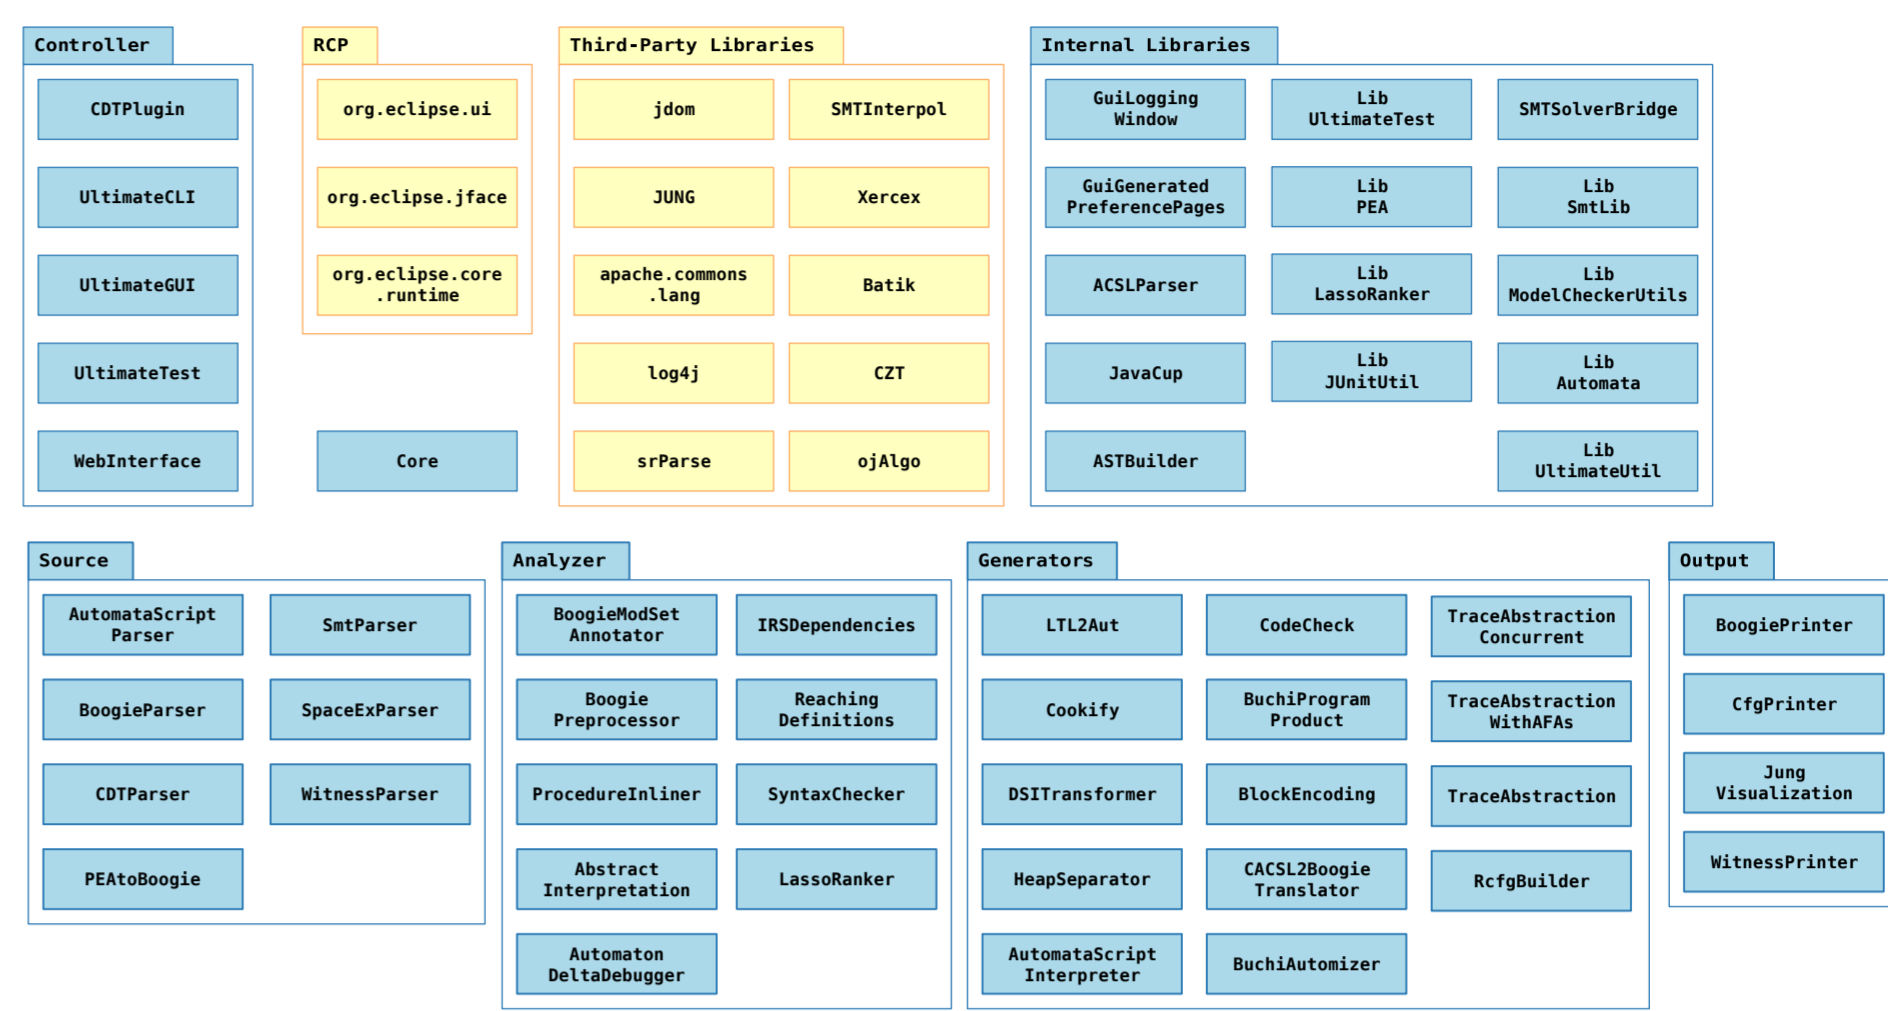 Controller
CDTPlugin
UltimateCLI
UltimateGUI
UltimateTest
WebInterface
RCP
org.eclipse.ui
org.eclipse.jface
org.eclipse.core
.runtime
Core
Third-Party Libraries
jdom
SMTInterpol
JUNG
Xercex
apache.commons
.lang
Batik
log4j
CZT
srParse
ojAlgo
Internal Libraries
GuiLogging
Window
Lib
UltimateTest
SMTSolverBridge
GuiGenerated
PreferencePages
Lib
PEA
Lib
SmtLib
ACSLParser
Lib
LassoRanker
Lib
ModelCheckerUtils
JavaCup
Lib
JUnitUtil
Lib
Automata
ASTBuilder
Lib
UltimateUtil
Source
AutomataScript
Parser
SmtParser
BoogieParser
SpaceExParser
CDTParser
WitnessParser
PEAtoBoogie
Analyzer
BoogieModSet
Annotator
IRSDependencies
Boogie
Preprocessor
Reaching
Definitions
ProcedureInliner
SyntaxChecker
Abstract
Interpretation
LassoRanker
Automaton
DeltaDebugger
Generators
LTL2Aut
CodeCheck
TraceAbstraction
Concurrent
Cookify
BuchiProgram
Product
TraceAbstraction
WithAFAs
DSITransformer
BlockEncoding
TraceAbstraction
HeapSeparator
CACSL2Boogie
Translator
RcfgBuilder
AutomataScript
Interpreter
BuchiAutomizer
Output
BoogiePrinter
CfgPrinter
Jung
Visualization
WitnessPrinter